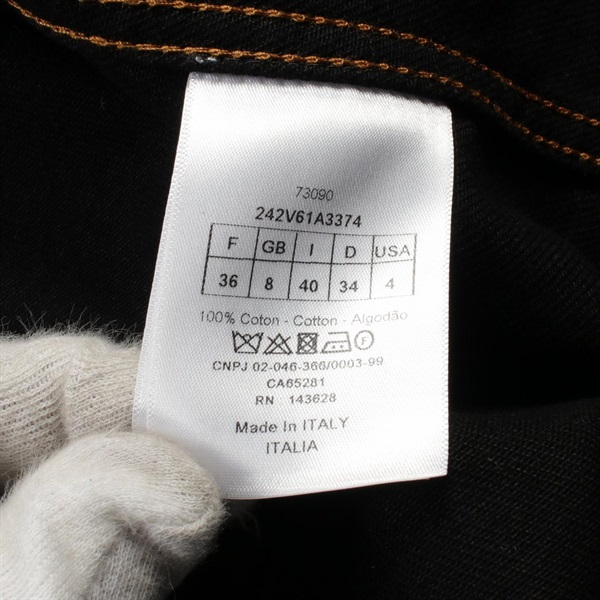 73090
242V61A3374
F GB I D USA
36 8 40 34 4
100% Coton - Cotton - Algodão
F
CNPJ 02-046-366/0003-99
CA65281
RN 143628
Made In ITALY
ITALIA